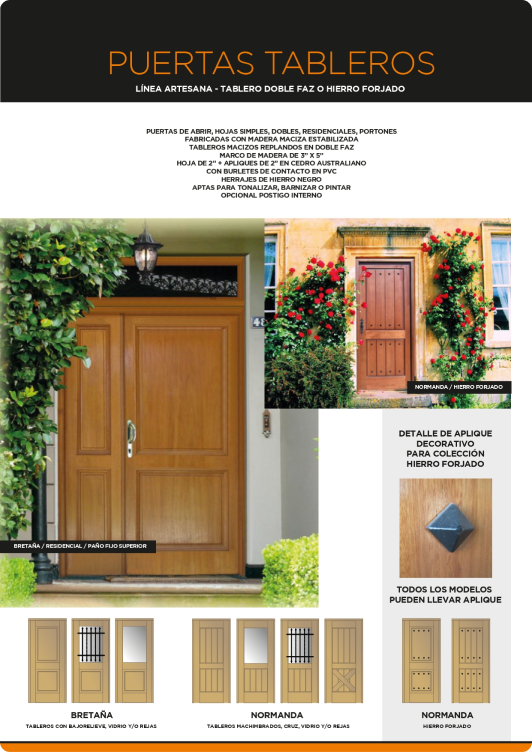 PUERTAS TABLEROS
LÍNEA ARTESANA - TABLERO DOBLE FAZ O HIERRO FORJADO
PUERTAS DE ABRIR, HOJAS SIMPLES, DOBLES, RESIDENCIALES, PORTONES
FABRICADAS CON MADERA MACIZA ESTABILIZADA
TABLEROS MACIZOS REPLANDOS EN DOBLE FAZ
MARCO DE MADERA DE 3" X 5"
HOJA DE 2" + APLIQUES DE 2" EN CEDRO AUSTRALIANO
CON BURLETES DE CONTACTO EN PVC
HERRAJES DE HIERRO NEGRO
APTAS PARA TONALIZAR, BARNIZAR O PINTAR
OPCIONAL POSTIGO INTERNO
48
NORMANDA / HIERRO FORJADO
BRETAÑA / RESIDENCIAL / PAÑO FIJO SUPERIOR
DETALLE DE APLIQUE
DECORATIVO
PARA COLECCIÓN
HIERRO FORJADO
TODOS LOS MODELOS
PUEDEN LLEVAR APLIQUE
BRETAÑA
TABLEROS CON BAJORELIEVE, VIDRIO Y/O REJAS
NORMANDA
TABLEROS MACHIMBRADOS, CRUZ, VIDRIO Y/O REJAS
NORMANDA
HIERRO FORJADO